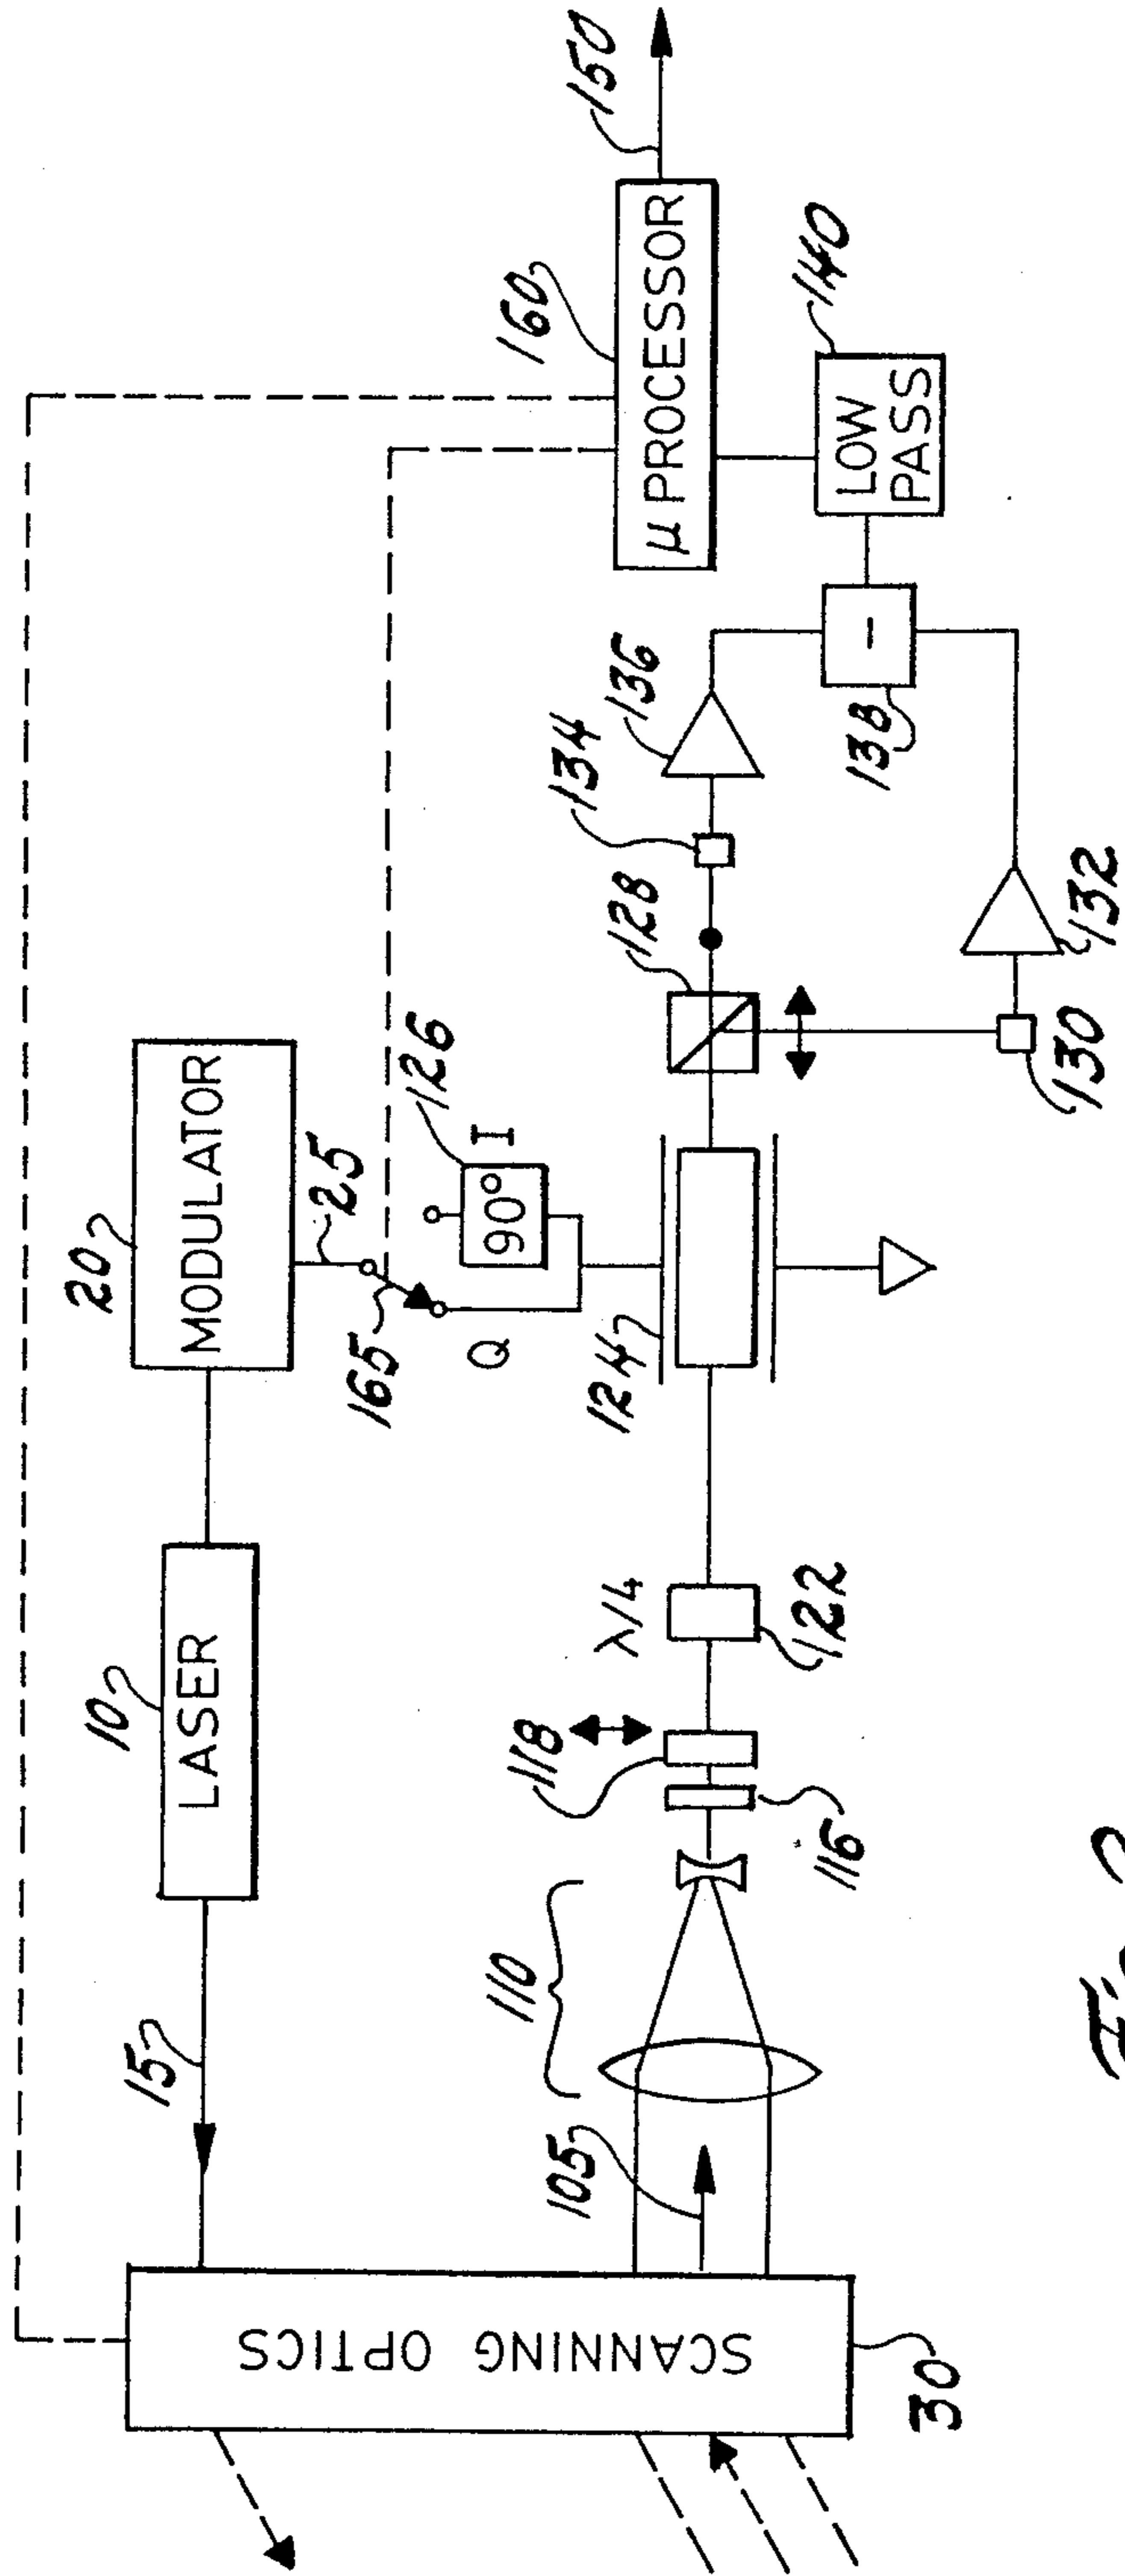 20
MODULATOR
10
LASER
15
25
165
126
90°
I
Q
160
μ PROCESSOR
150
SCANNING OPTICS
30
105
110
118
116
λ/4
122
124
128
134
136
130
132
138
LOW
PASS
140